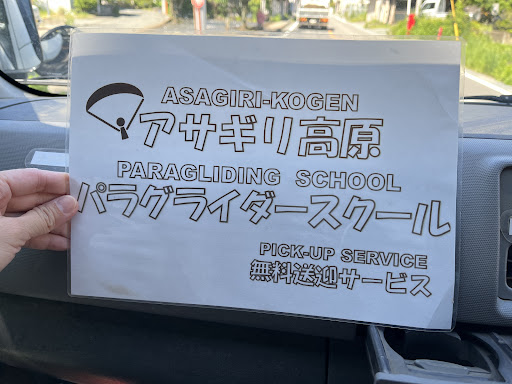 ASAGIRI-KOGEN
アサギリ高原
PARAGLIDING SCHOOL
パラグライダースクール
PICK-UP SERVICE
無料送迎サービス